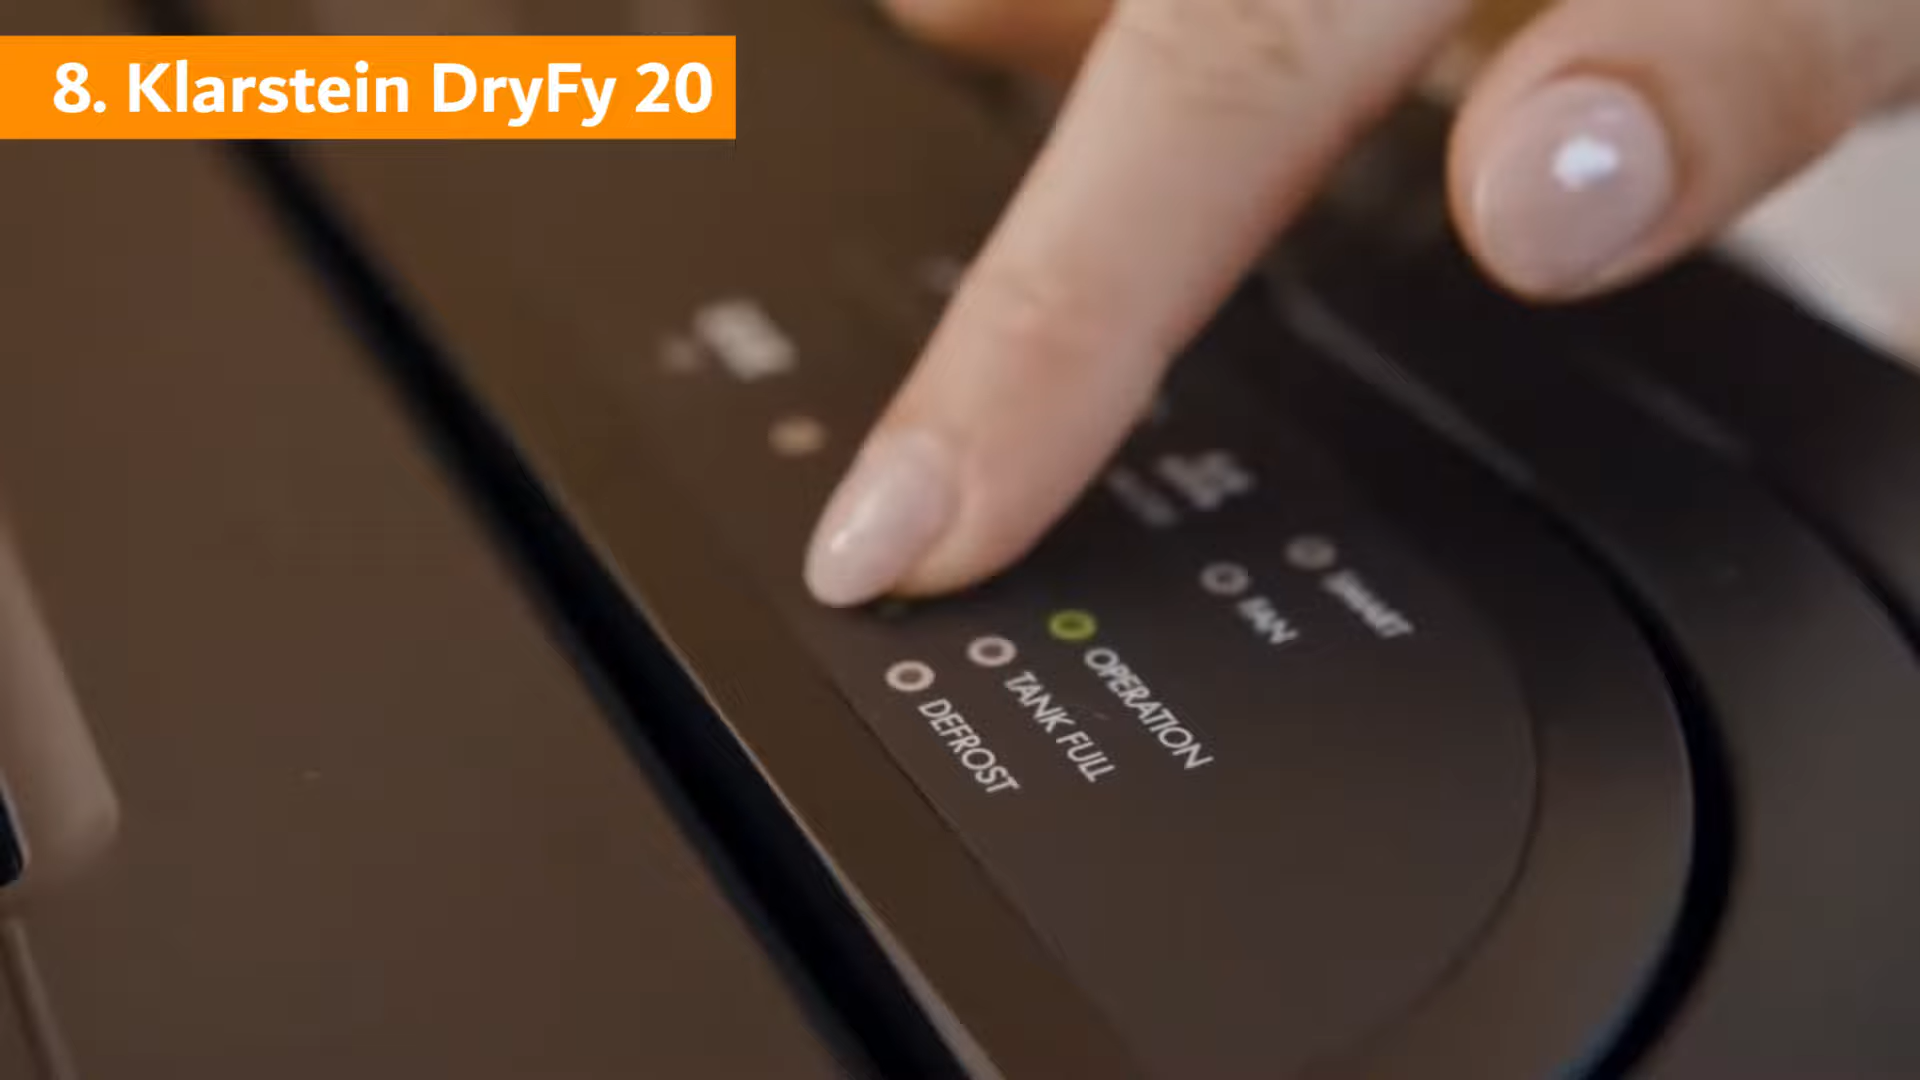 8. Klarstein DryFy 20
SMART
FAN
OPERATION
TANK FULL
DEFROST